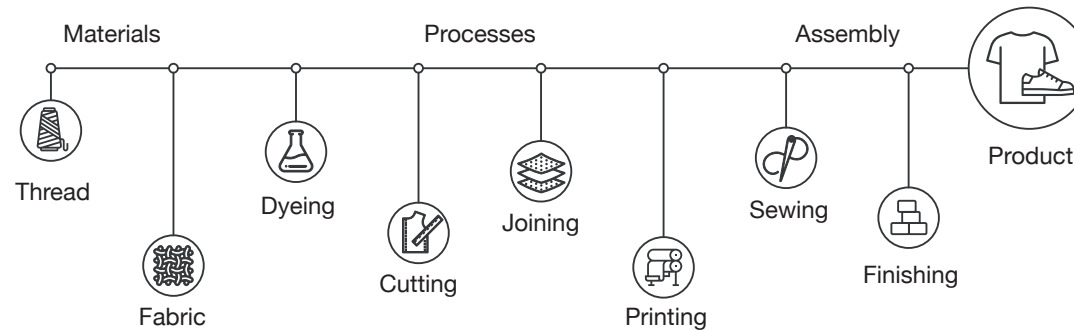 Materials
Processes
Assembly
Product
Thread
Dyeing
Joining
Sewing
Cutting
Finishing
Fabric
Printing